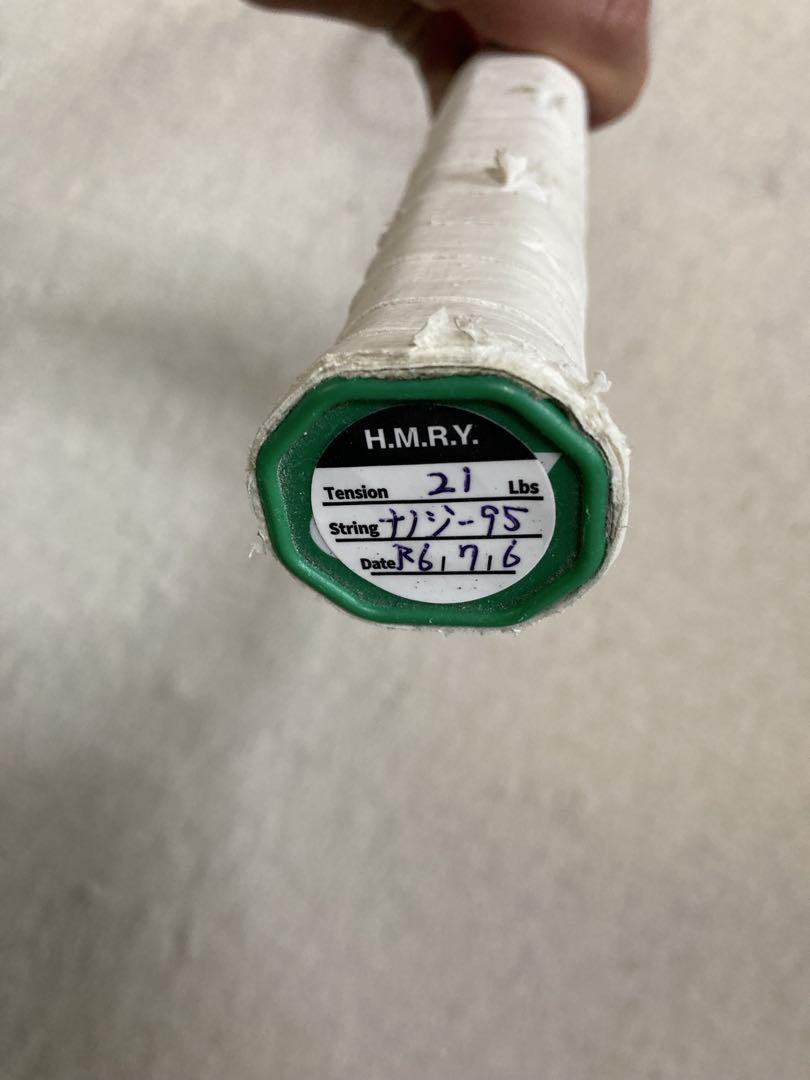 H.M.R.Y.
Tension 21 Lbs
String ナノジー95
Date R6,7,6